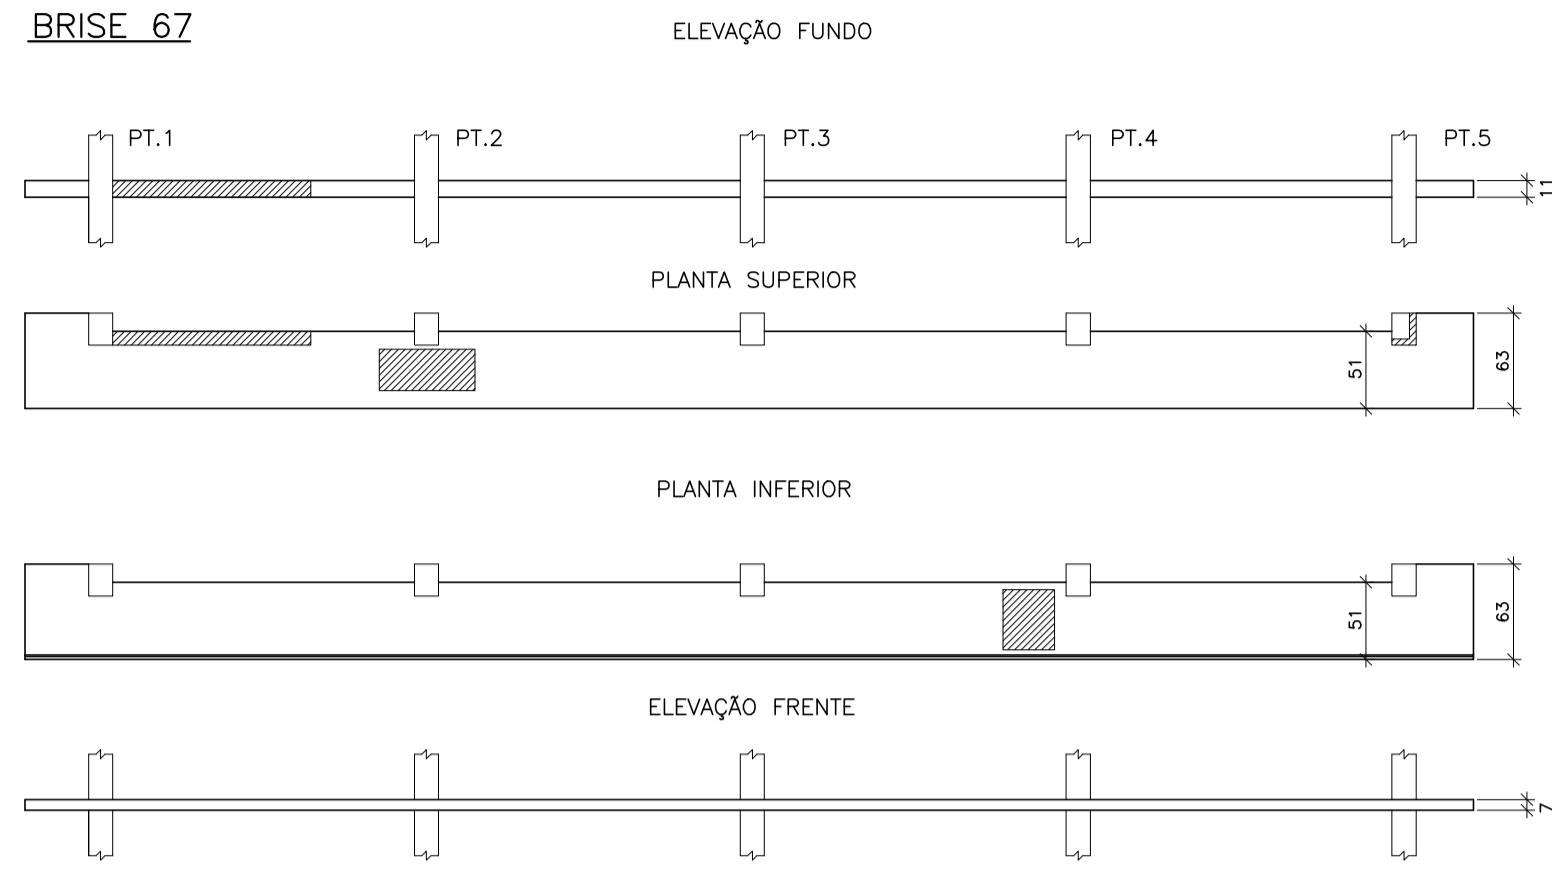 BRISE 67
ELEVAÇÃO FUNDO
PT.1 PT.2 PT.3 PT.4 PT.5
11
PLANTA SUPERIOR
51 63
PLANTA INFERIOR
51 63
ELEVAÇÃO FRENTE
7